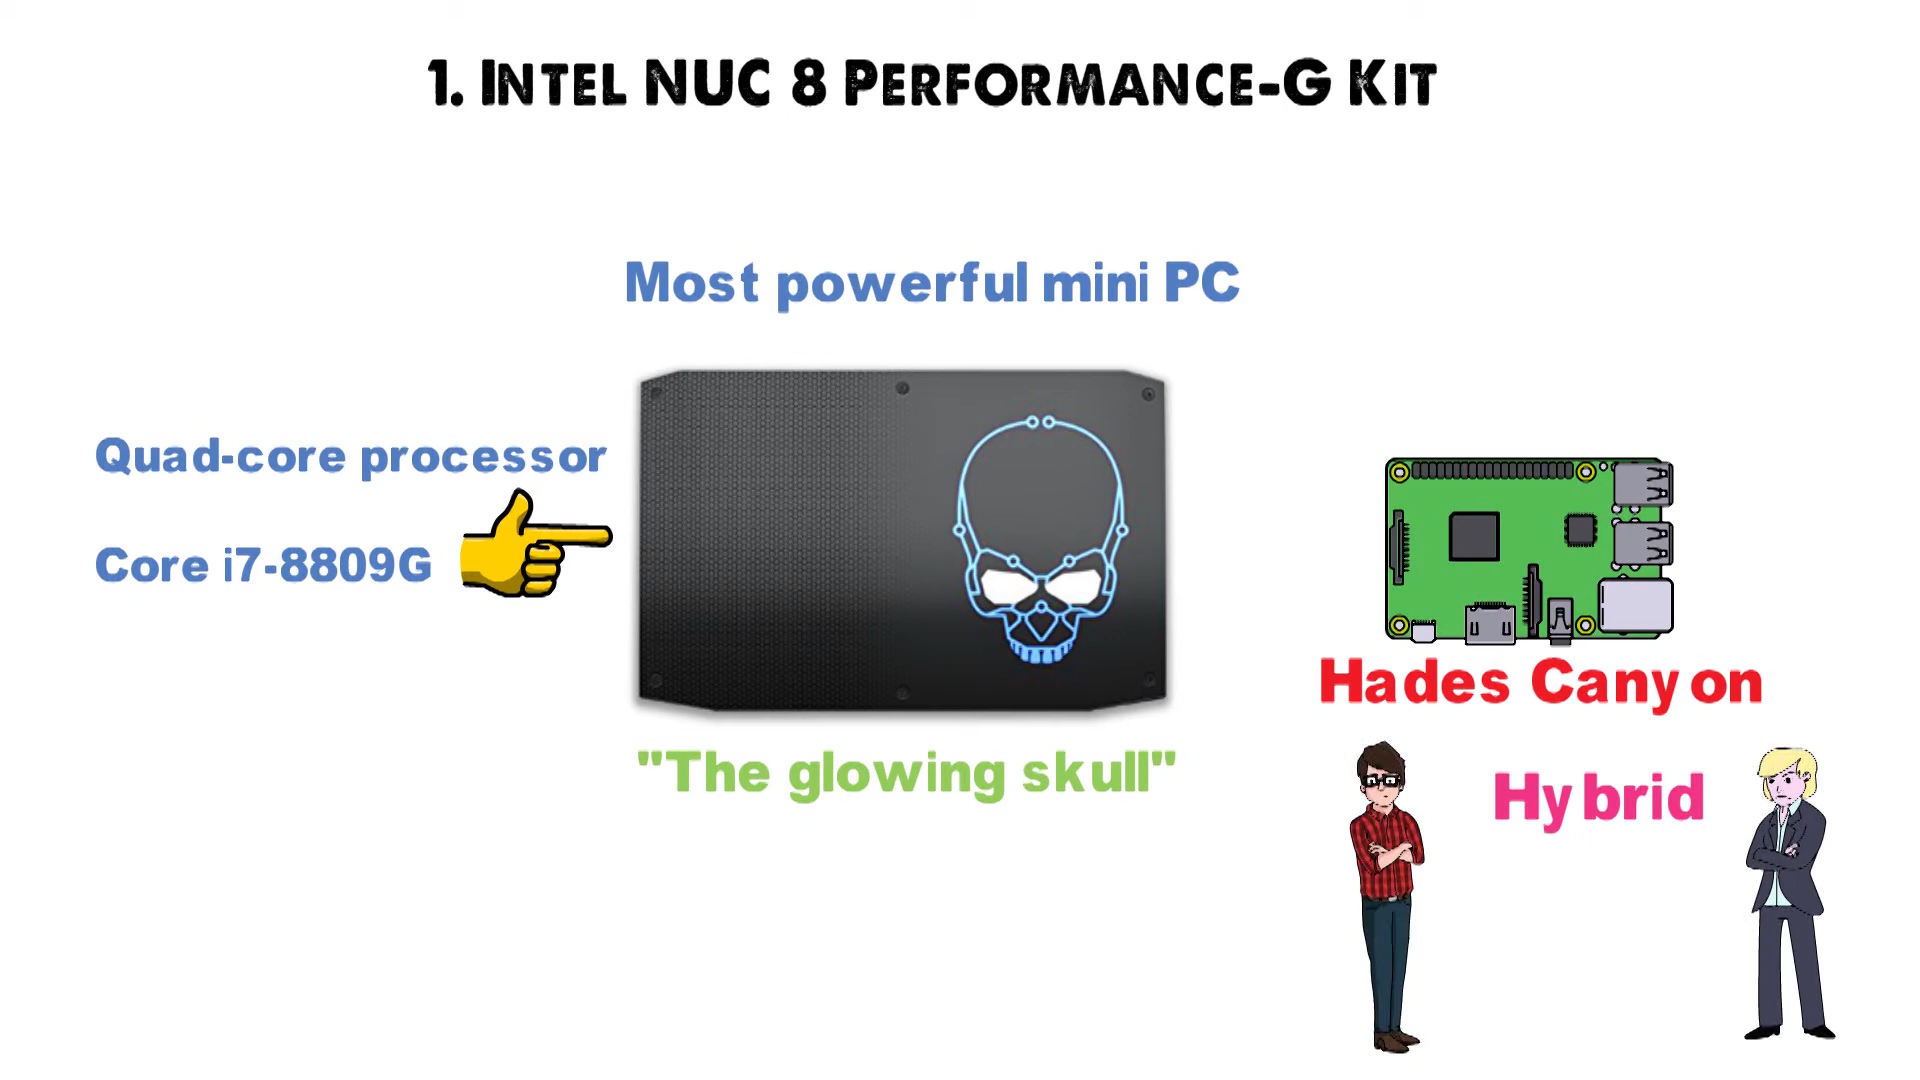 1. Intel NUC 8 Performance-G Kit
Most powerful mini PC
Quad-core processor
Core i7-8809G
Hades Canyon
"The glowing skull"
Hybrid